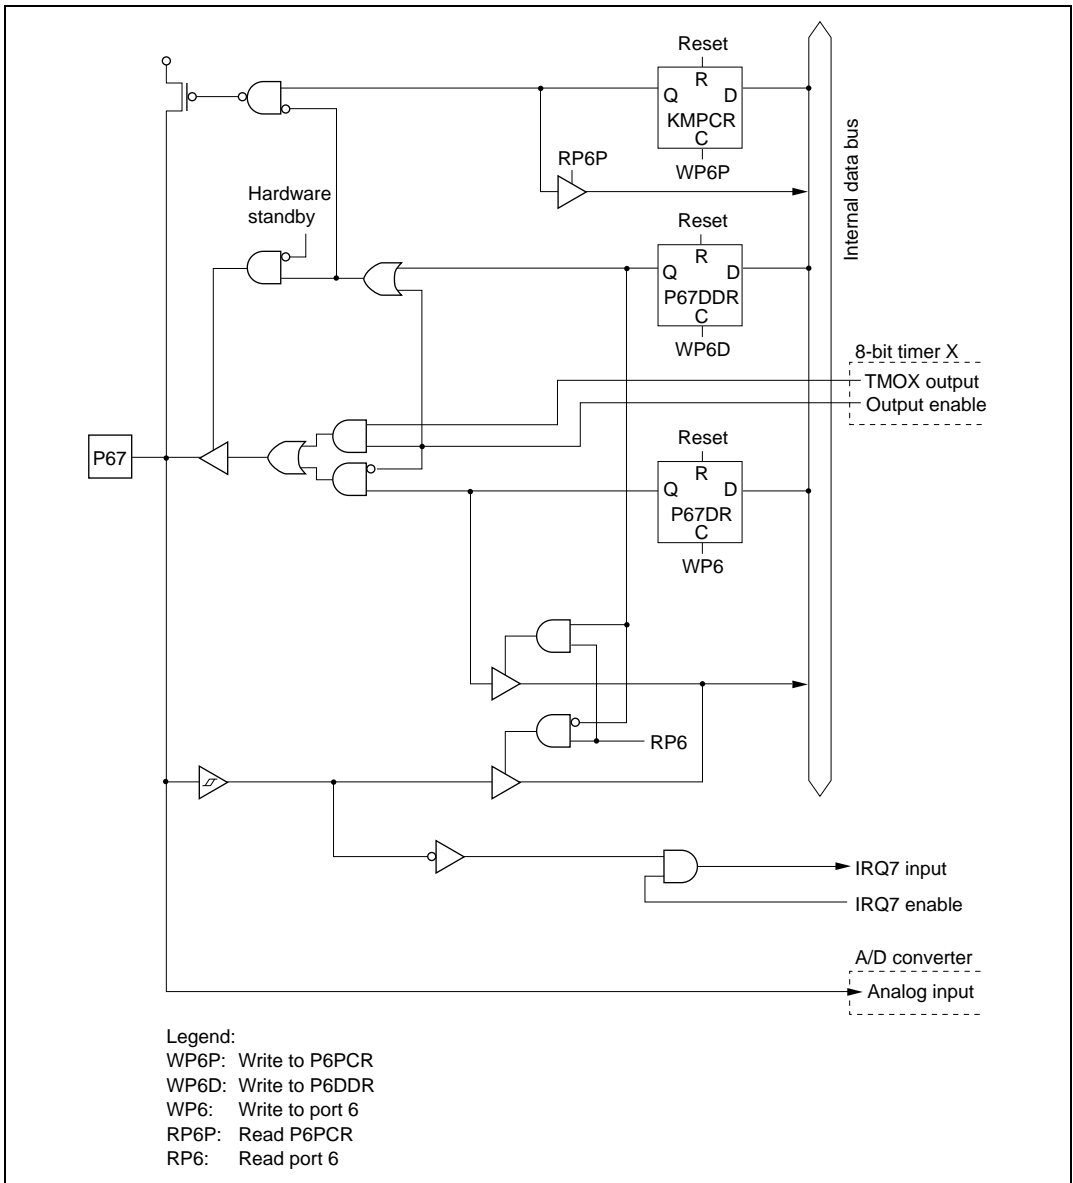 Reset
R
Q D
KMPCR
C
WP6P
RP6P
Internal data bus
Hardware
standby
Reset
R
Q D
P67DDR
C
WP6D
8-bit timer X
TMOX output
Output enable
P67
Reset
R
Q D
P67DR
C
WP6
RP6
IRQ7 input
IRQ7 enable
A/D converter
Analog input
Legend:
WP6P: Write to P6PCR
WP6D: Write to P6DDR
WP6: Write to port 6
RP6P: Read P6PCR
RP6: Read port 6